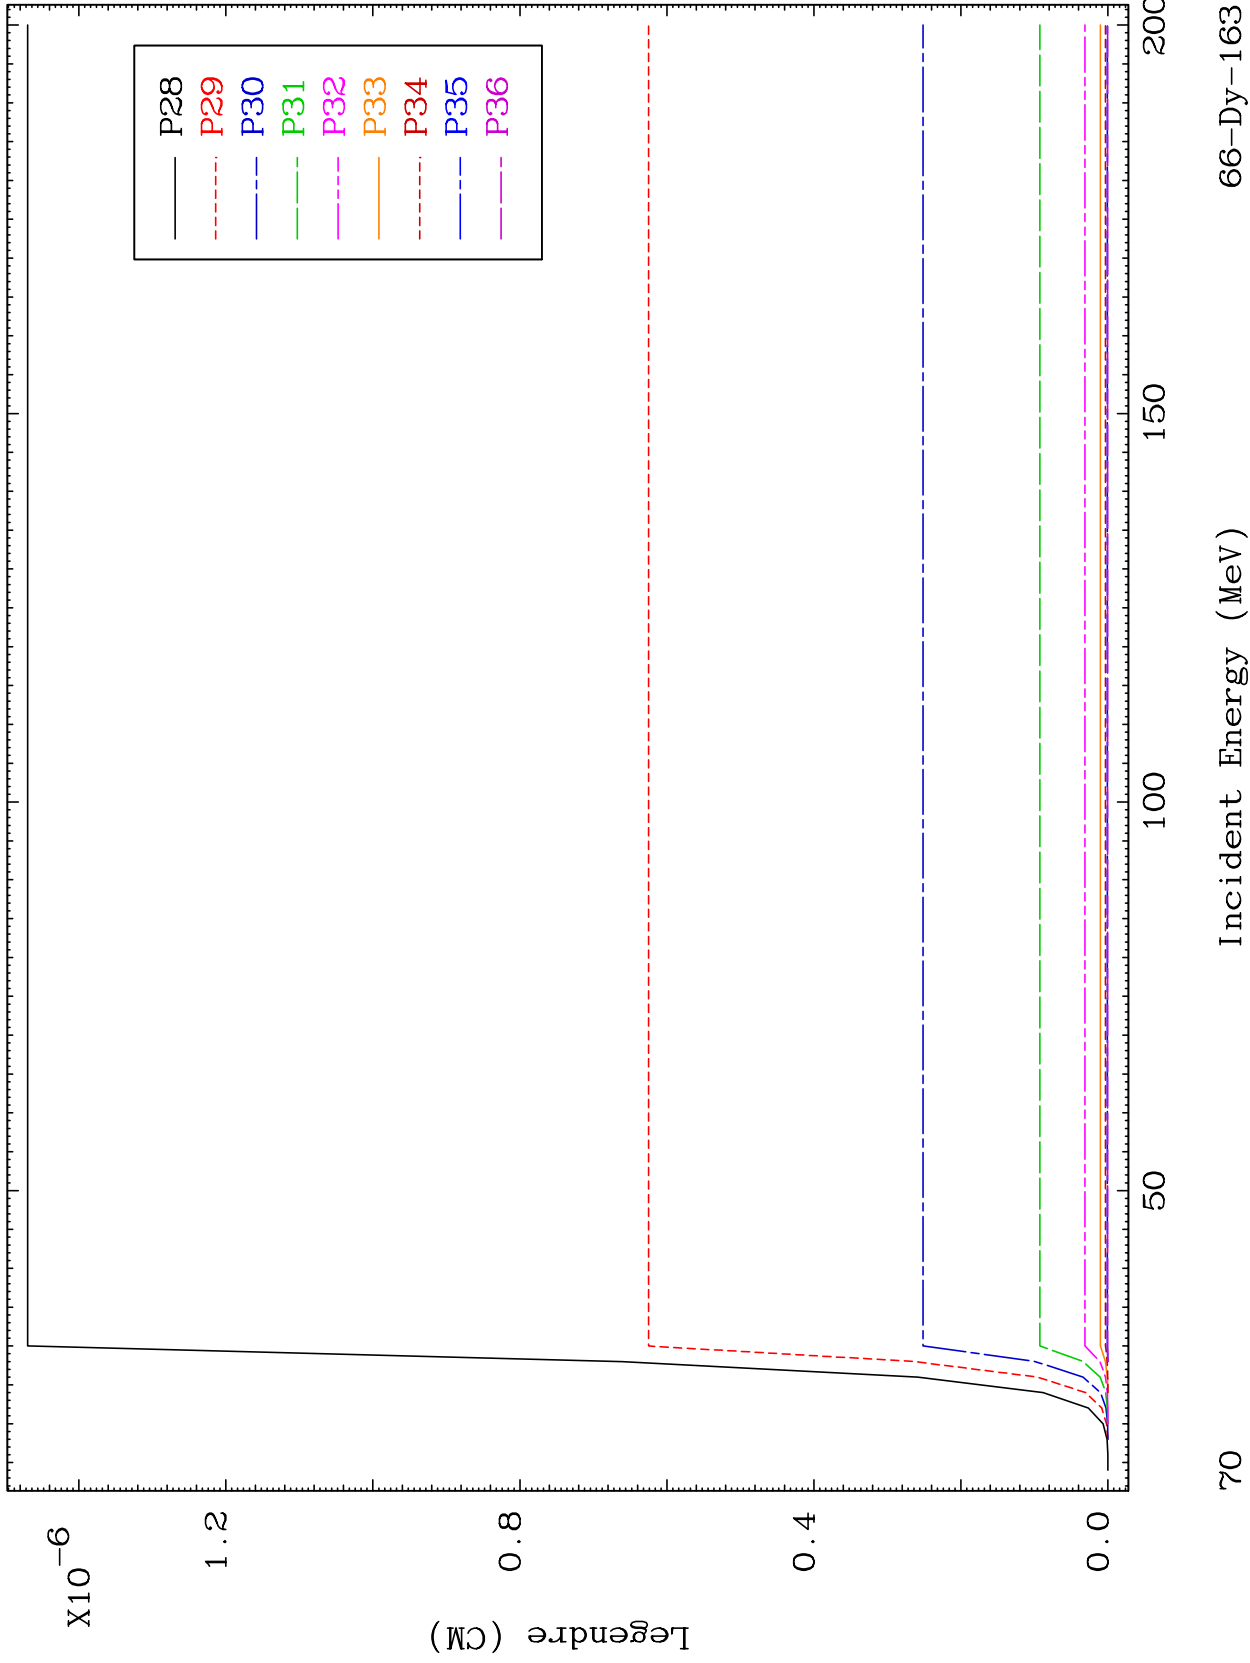 X10-6
1.2
0.8
0.4
0.0
Legendre (CM)
P28
P29
P30
P31
P32
P33
P34
P35
P36
50
100
150
200
70
Incident Energy (MeV)
66-Dy-163